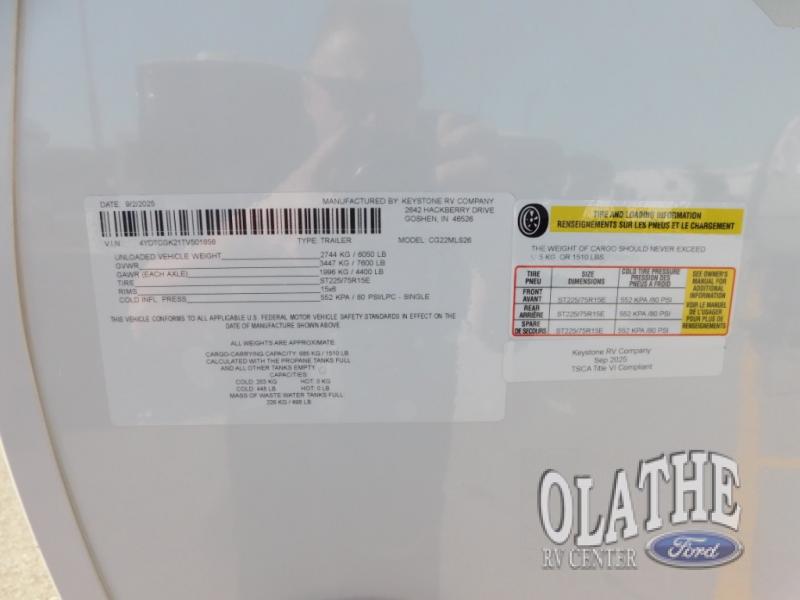 DATE: 9/2/2025
MANUFACTURED BY: KEYSTONE RV COMPANY
2642 HACKBERRY DRIVE
GOSHEN, IN 46526
V.I.N. 4YDTCGK21TV501856 TYPE: TRAILER MODEL: CG22MLS26
UNLOADED VEHICLE WEIGHT 2744 KG / 6050 LB
GVWR 3447 KG / 7600 LB
GAWR (EACH AXLE) 1996 KG / 4400 LB
TIRE ST225/75R15E
RIMS 15x6
COLD INFL. PRESS 552 KPA / 80 PSI/LPC - SINGLE
THIS VEHICLE CONFORMS TO ALL APPLICABLE U.S. FEDERAL MOTOR VEHICLE SAFETY STANDARDS IN EFFECT ON THE
DATE OF MANUFACTURE SHOWN ABOVE.
ALL WEIGHTS ARE APPROXIMATE.
CARGO-CARRYING CAPACITY: 685 KG / 1510 LB
CALCULATED WITH THE PROPANE TANKS FULL
AND ALL OTHER TANKS EMPTY.
CAPACITIES
COLD: 203 KG HOT: 0 KG
COLD: 448 LB HOT: 0 LB
MASS OF WASTE WATER TANKS FULL
226 KG / 498 LB
TIRE AND LOADING INFORMATION
RENSEIGNEMENTS SUR LES PNEUS ET LE CHARGEMENT
THE WEIGHT OF CARGO SHOULD NEVER EXCEED
5 KG OR 1510 LBS.
TIRE
PNEU
SIZE
DIMENSIONS
COLD TIRE PRESSURE
PRESSION DES
PNEUS A FROID
FRONT
AVANT
ST225/75R15E 552 KPA /80 PSI
REAR
ARRIÈRE
ST225/75R15E 552 KPA /80 PSI
SPARE
DE SECOURS
ST225/75R15E 552 KPA /80 PSI
SEE OWNER'S
MANUAL FOR
ADDITIONAL
INFORMATION
VOIR LE MANUEL
DE L'USAGER
POUR PLUS DE
RENSEIGNEMENTS
Keystone RV Company
Sep 2025
TSCA Title VI Compliant
OLATHE
RV CENTER
Ford